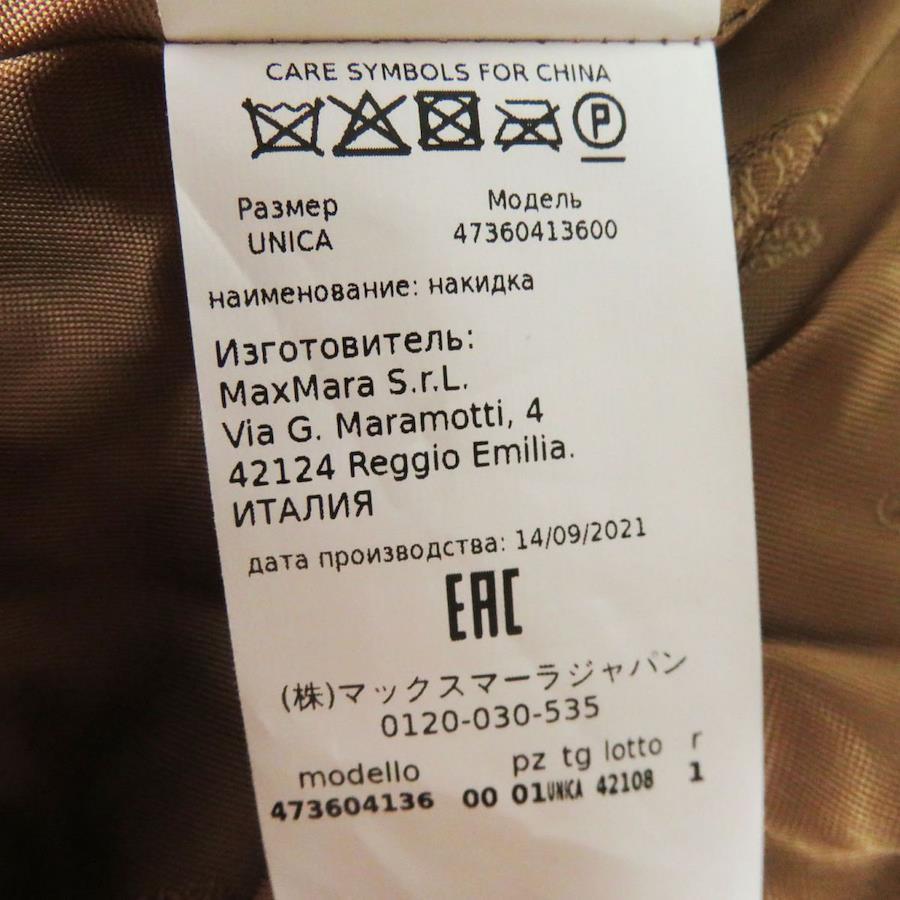 CARE SYMBOLS FOR CHINA
P
Размер Модель
UNICA 47360413600
наименование: накидка
Изготовитель:
MaxMara S.r.L.
Via G. Maramotti, 4
42124 Reggio Emilia.
ИТАЛИЯ
дата производства: 14/09/2021
EAC
(株)マックスマーラジャパン
0120-030-535
modello pz tg lotto r
473604136 00 01 UNICA 42108 1